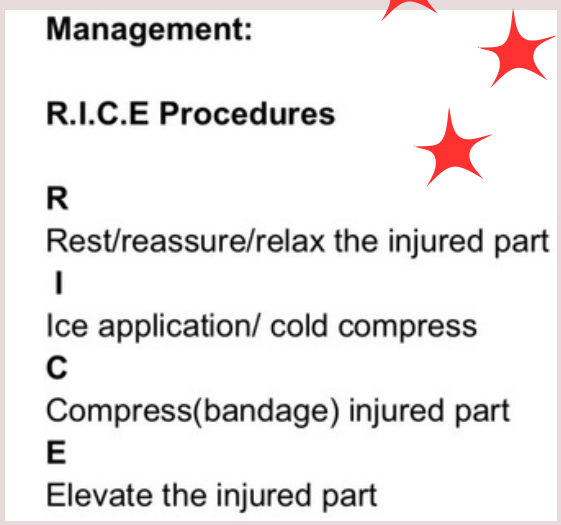 Management:
R.I.C.E Procedures
R
Rest/reassure/relax the injured part
I
Ice application/ cold compress
C
Compress(bandage) injured part
E
Elevate the injured part